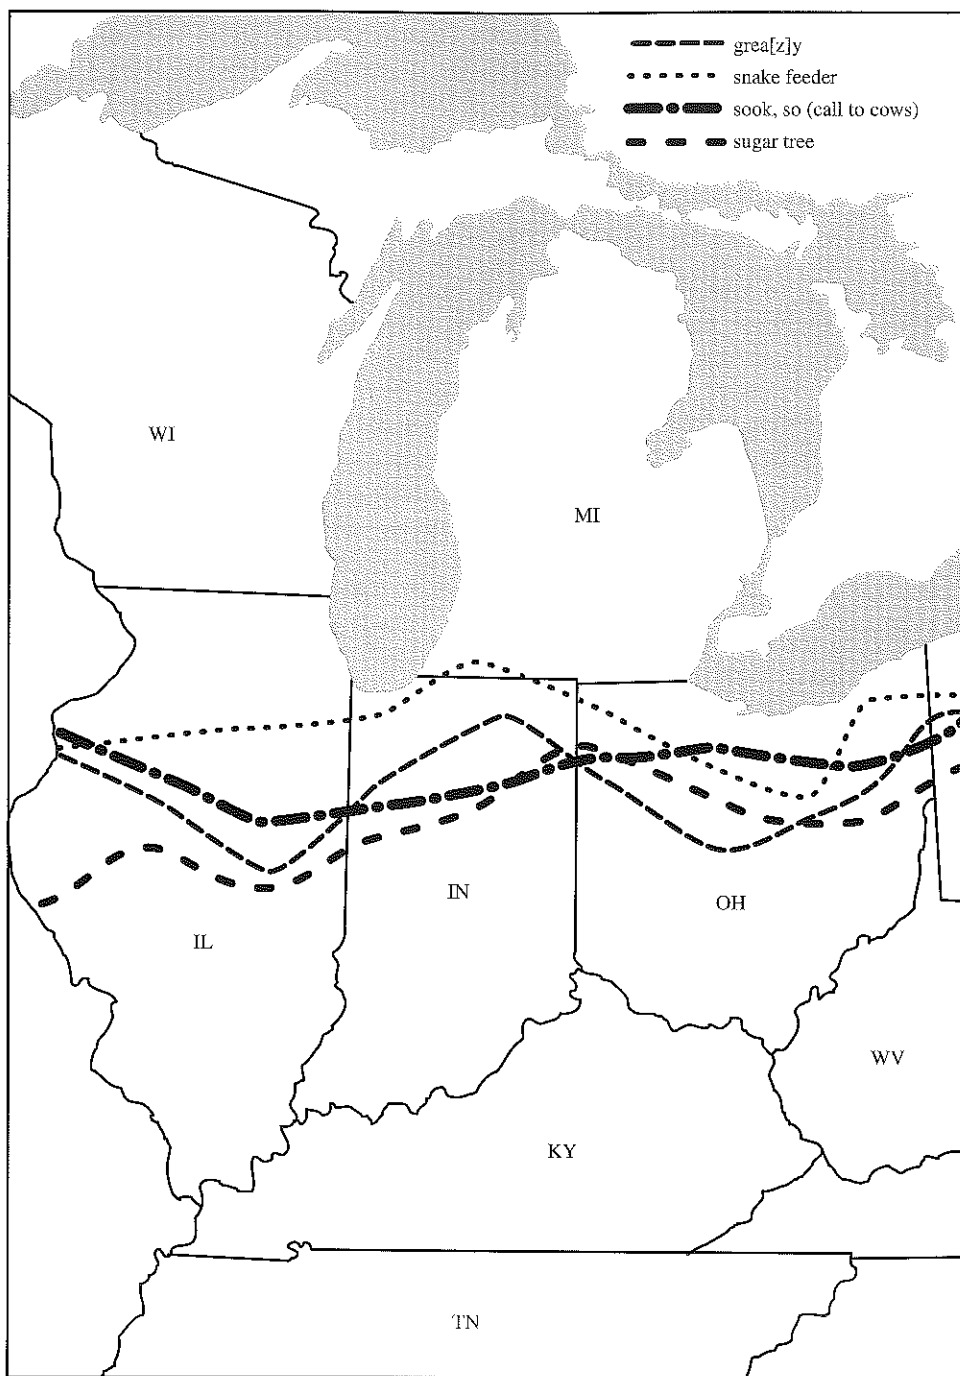 grea[z]y
snake feeder
sook, so (call to cows)
sugar tree
WI
MI
IN
OH
IL
WV
KY
TN